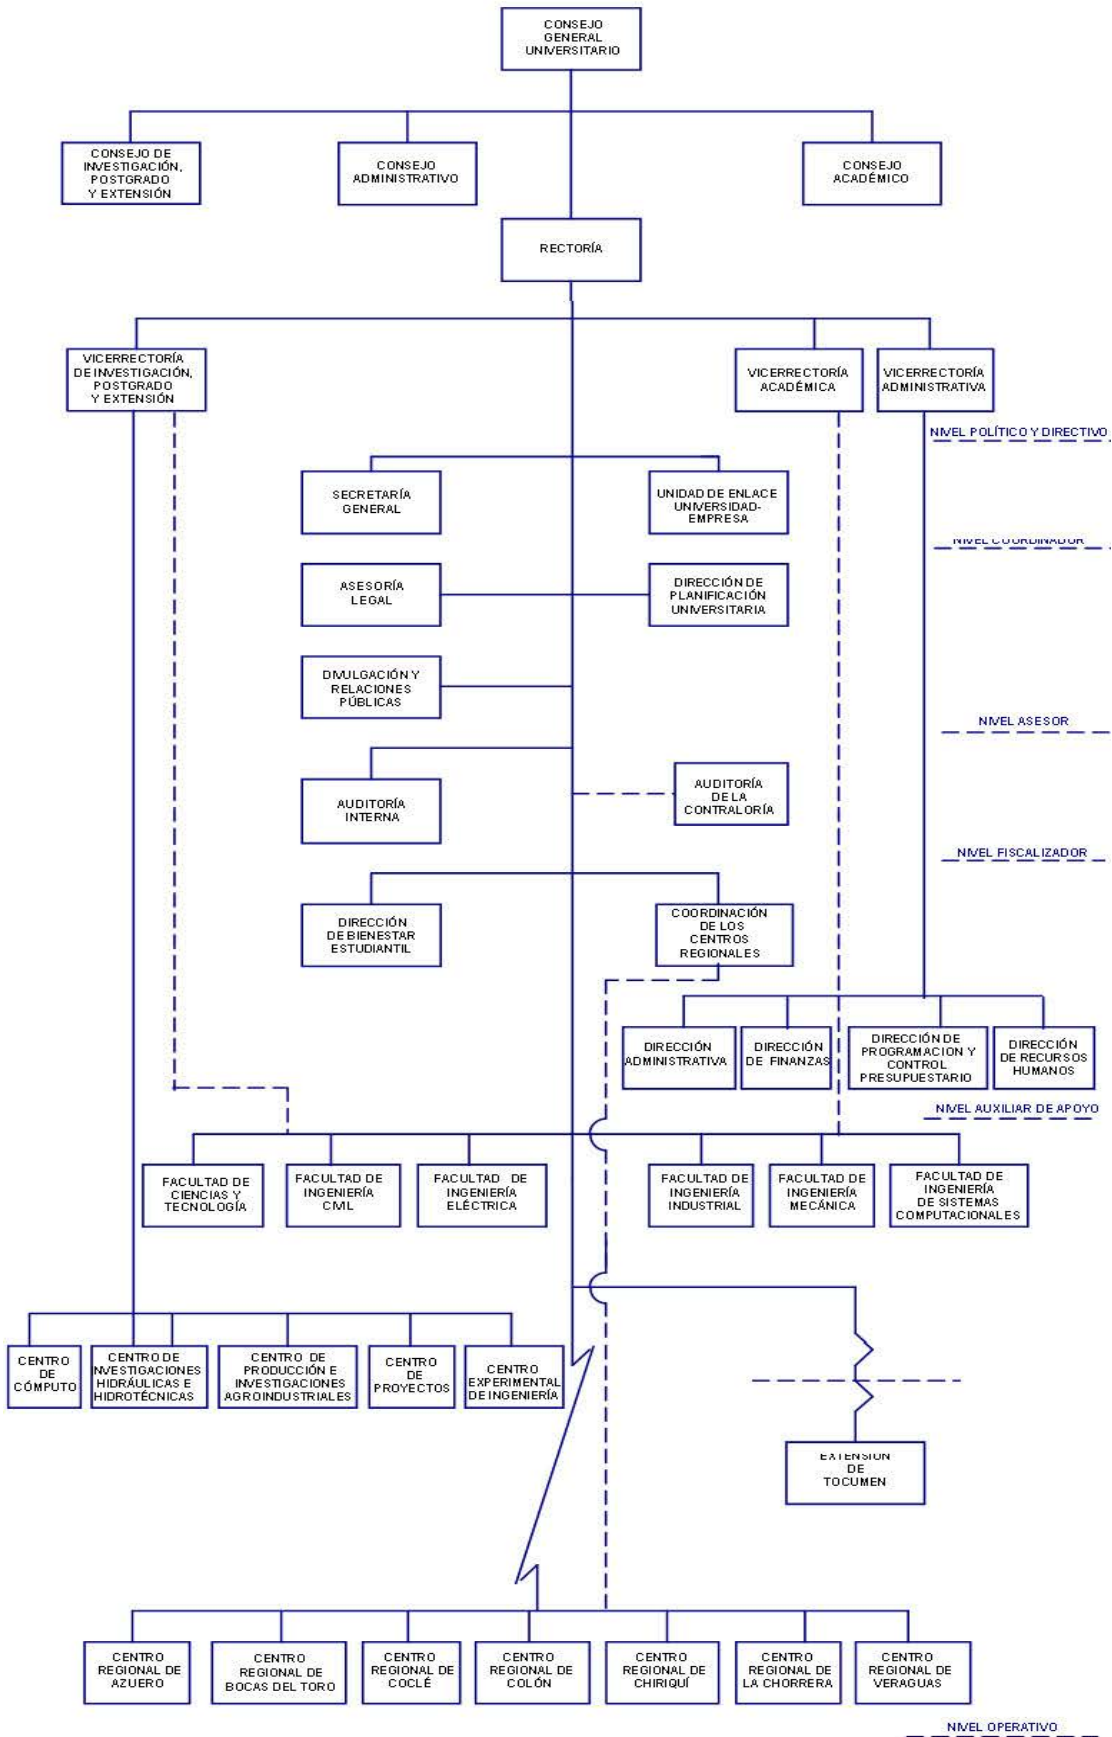 CONSEJO
GENERAL
UNIVERSITARIO
CONSEJO DE
INVESTIGACIÓN,
POSTGRADO
Y EXTENSIÓN
CONSEJO
ADMINISTRATIVO
CONSEJO
ACADÉMICO
RECTORÍA
VICERRECTORÍA
DE INVESTIGACIÓN,
POSTGRADO
Y EXTENSIÓN
VICERRECTORÍA
ACADÉMICA
VICERRECTORÍA
ADMINISTRATIVA
NIVEL POLÍTICO Y DIRECTIVO
SECRETARÍA
GENERAL
UNIDAD DE ENLACE
UNIVERSIDAD-
EMPRESA
NIVEL COORDINADOR
ASESORÍA
LEGAL
DIRECCIÓN DE
PLANIFICACIÓN
UNIVERSITARIA
DIVULGACIÓN Y
RELACIONES
PÚBLICAS
NIVEL ASESOR
AUDITORÍA
INTERNA
AUDITORÍA
DE LA
CONTRALORÍA
NIVEL FISCALIZADOR
DIRECCIÓN
DE BIENESTAR
ESTUDIANTIL
COORDINACIÓN
DE LOS
CENTROS
REGIONALES
DIRECCIÓN
ADMINISTRATIVA
DIRECCIÓN
DE FINANZAS
DIRECCIÓN DE
PROGRAMACION Y
CONTROL
PRESUPUESTARIO
DIRECCIÓN
DE RECURSOS
HUMANOS
NIVEL AUXILIAR DE APOYO
FACULTAD DE
CIENCIAS Y
TECNOLOGÍA
FACULTAD DE
INGENIERÍA
CIVIL
FACULTAD DE
INGENIERÍA
ELÉCTRICA
FACULTAD DE
INGENIERÍA
INDUSTRIAL
FACULTAD DE
INGENIERÍA
MECÁNICA
FACULTAD DE
INGENIERÍA
DE SISTEMAS
COMPUTACIONALES
CENTRO
DE
CÓMPUTO
CENTRO DE
INVESTIGACIONES
HIDRÁULICAS E
HIDROTÉCNICAS
CENTRO DE
PRODUCCIÓN E
INVESTIGACIONES
AGROINDUSTRIALES
CENTRO
DE
PROYECTOS
CENTRO
EXPERIMENTAL
DE INGENIERÍA
EXTENSIÓN
DE
TOCUMEN
CENTRO
REGIONAL DE
AZUERO
CENTRO
REGIONAL DE
BOCAS DEL TORO
CENTRO
REGIONAL DE
COCLÉ
CENTRO
REGIONAL DE
COLÓN
CENTRO
REGIONAL DE
CHIRIQUÍ
CENTRO
REGIONAL DE
LA CHORRERA
CENTRO
REGIONAL DE
VERAGUAS
NIVEL OPERATIVO